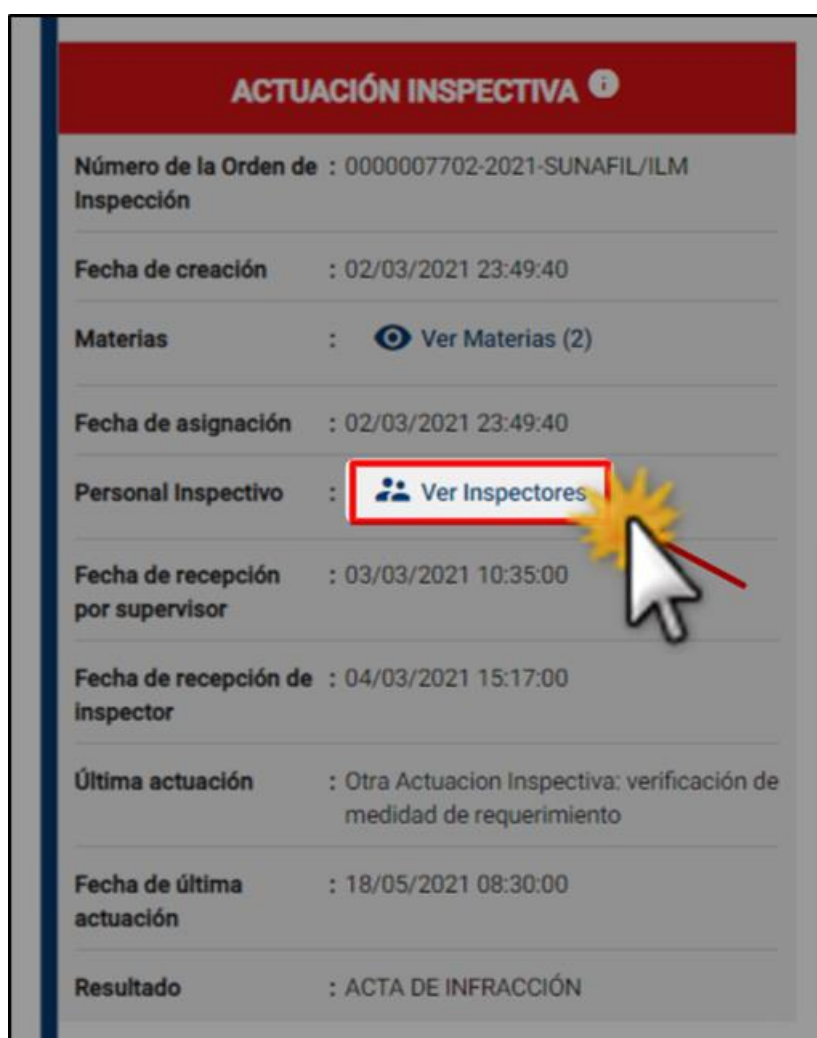 ACTUACIÓN INSPECTIVA
Número de la Orden de : 0000007702-2021-SUNAFIL/ILM
Inspección
Fecha de creación : 02/03/2021 23:49:40
Materias : Ver Materias (2)
Fecha de asignación : 02/03/2021 23:49:40
Personal Inspectivo : Ver Inspectores
Fecha de recepción : 03/03/2021 10:35:00
por supervisor
Fecha de recepción de : 04/03/2021 15:17:00
inspector
Última actuación : Otra Actuacion Inspectiva: verificación de
medidad de requerimiento
Fecha de última : 18/05/2021 08:30:00
actuación
Resultado : ACTA DE INFRACCIÓN